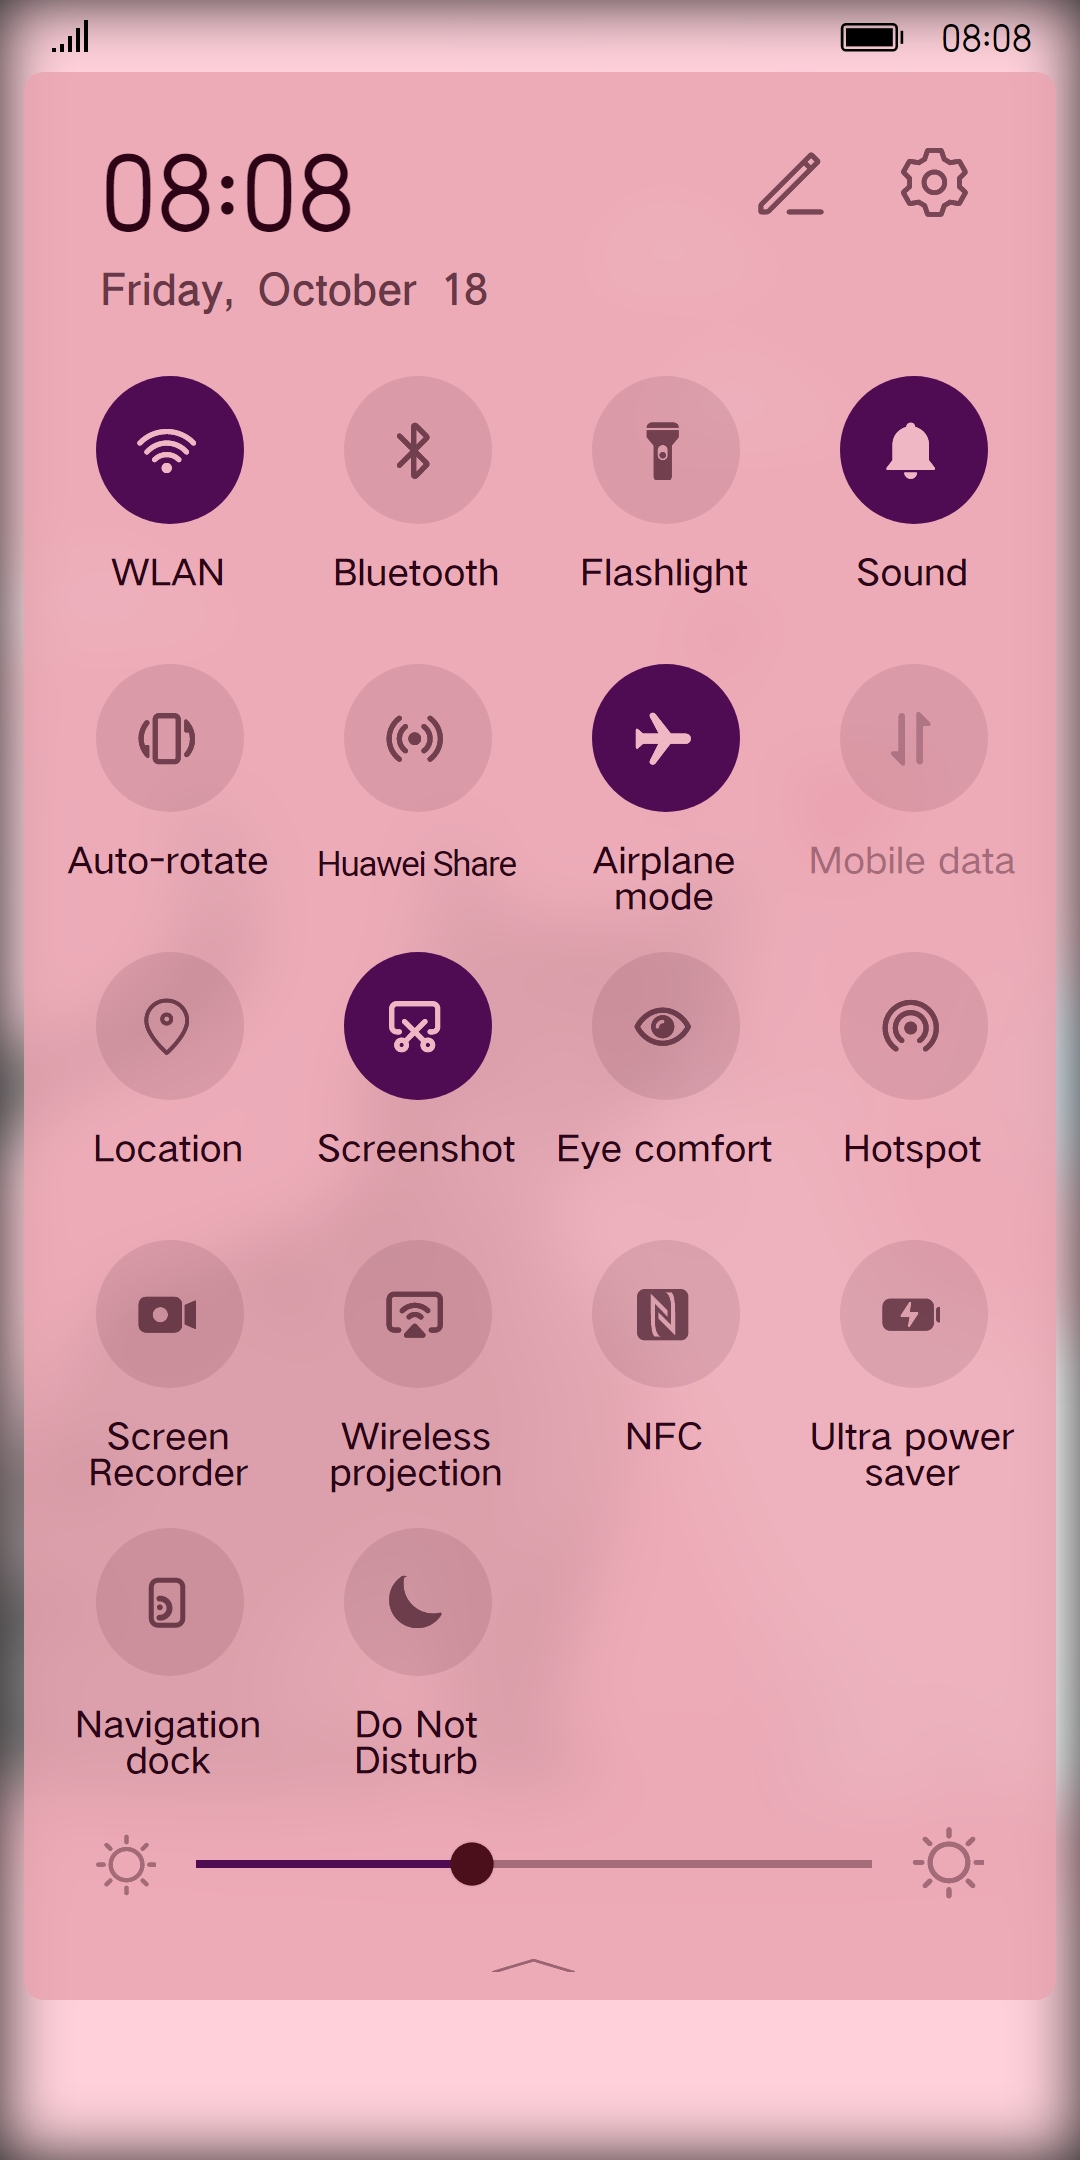 08:08
08:08
Friday, October 18
WLAN
Bluetooth
Flashlight
Sound
Auto-rotate
Huawei Share
Airplane
mode
Mobile data
Location
Screenshot
Eye comfort
Hotspot
Screen
Recorder
Wireless
projection
NFC
Ultra power
saver
Navigation
dock
Do Not
Disturb